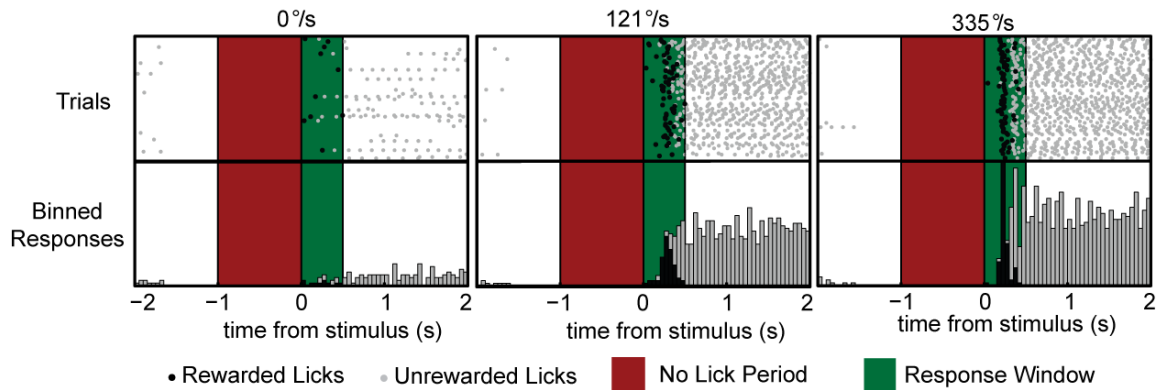 0°/s 121°/s 335°/s
Trials
Binned
Responses
−2 −1 0 1 2 −1 0 1 2 −1 0 1 2
time from stimulus (s) time from stimulus (s) time from stimulus (s)
Rewarded Licks Unrewarded Licks No Lick Period Response Window